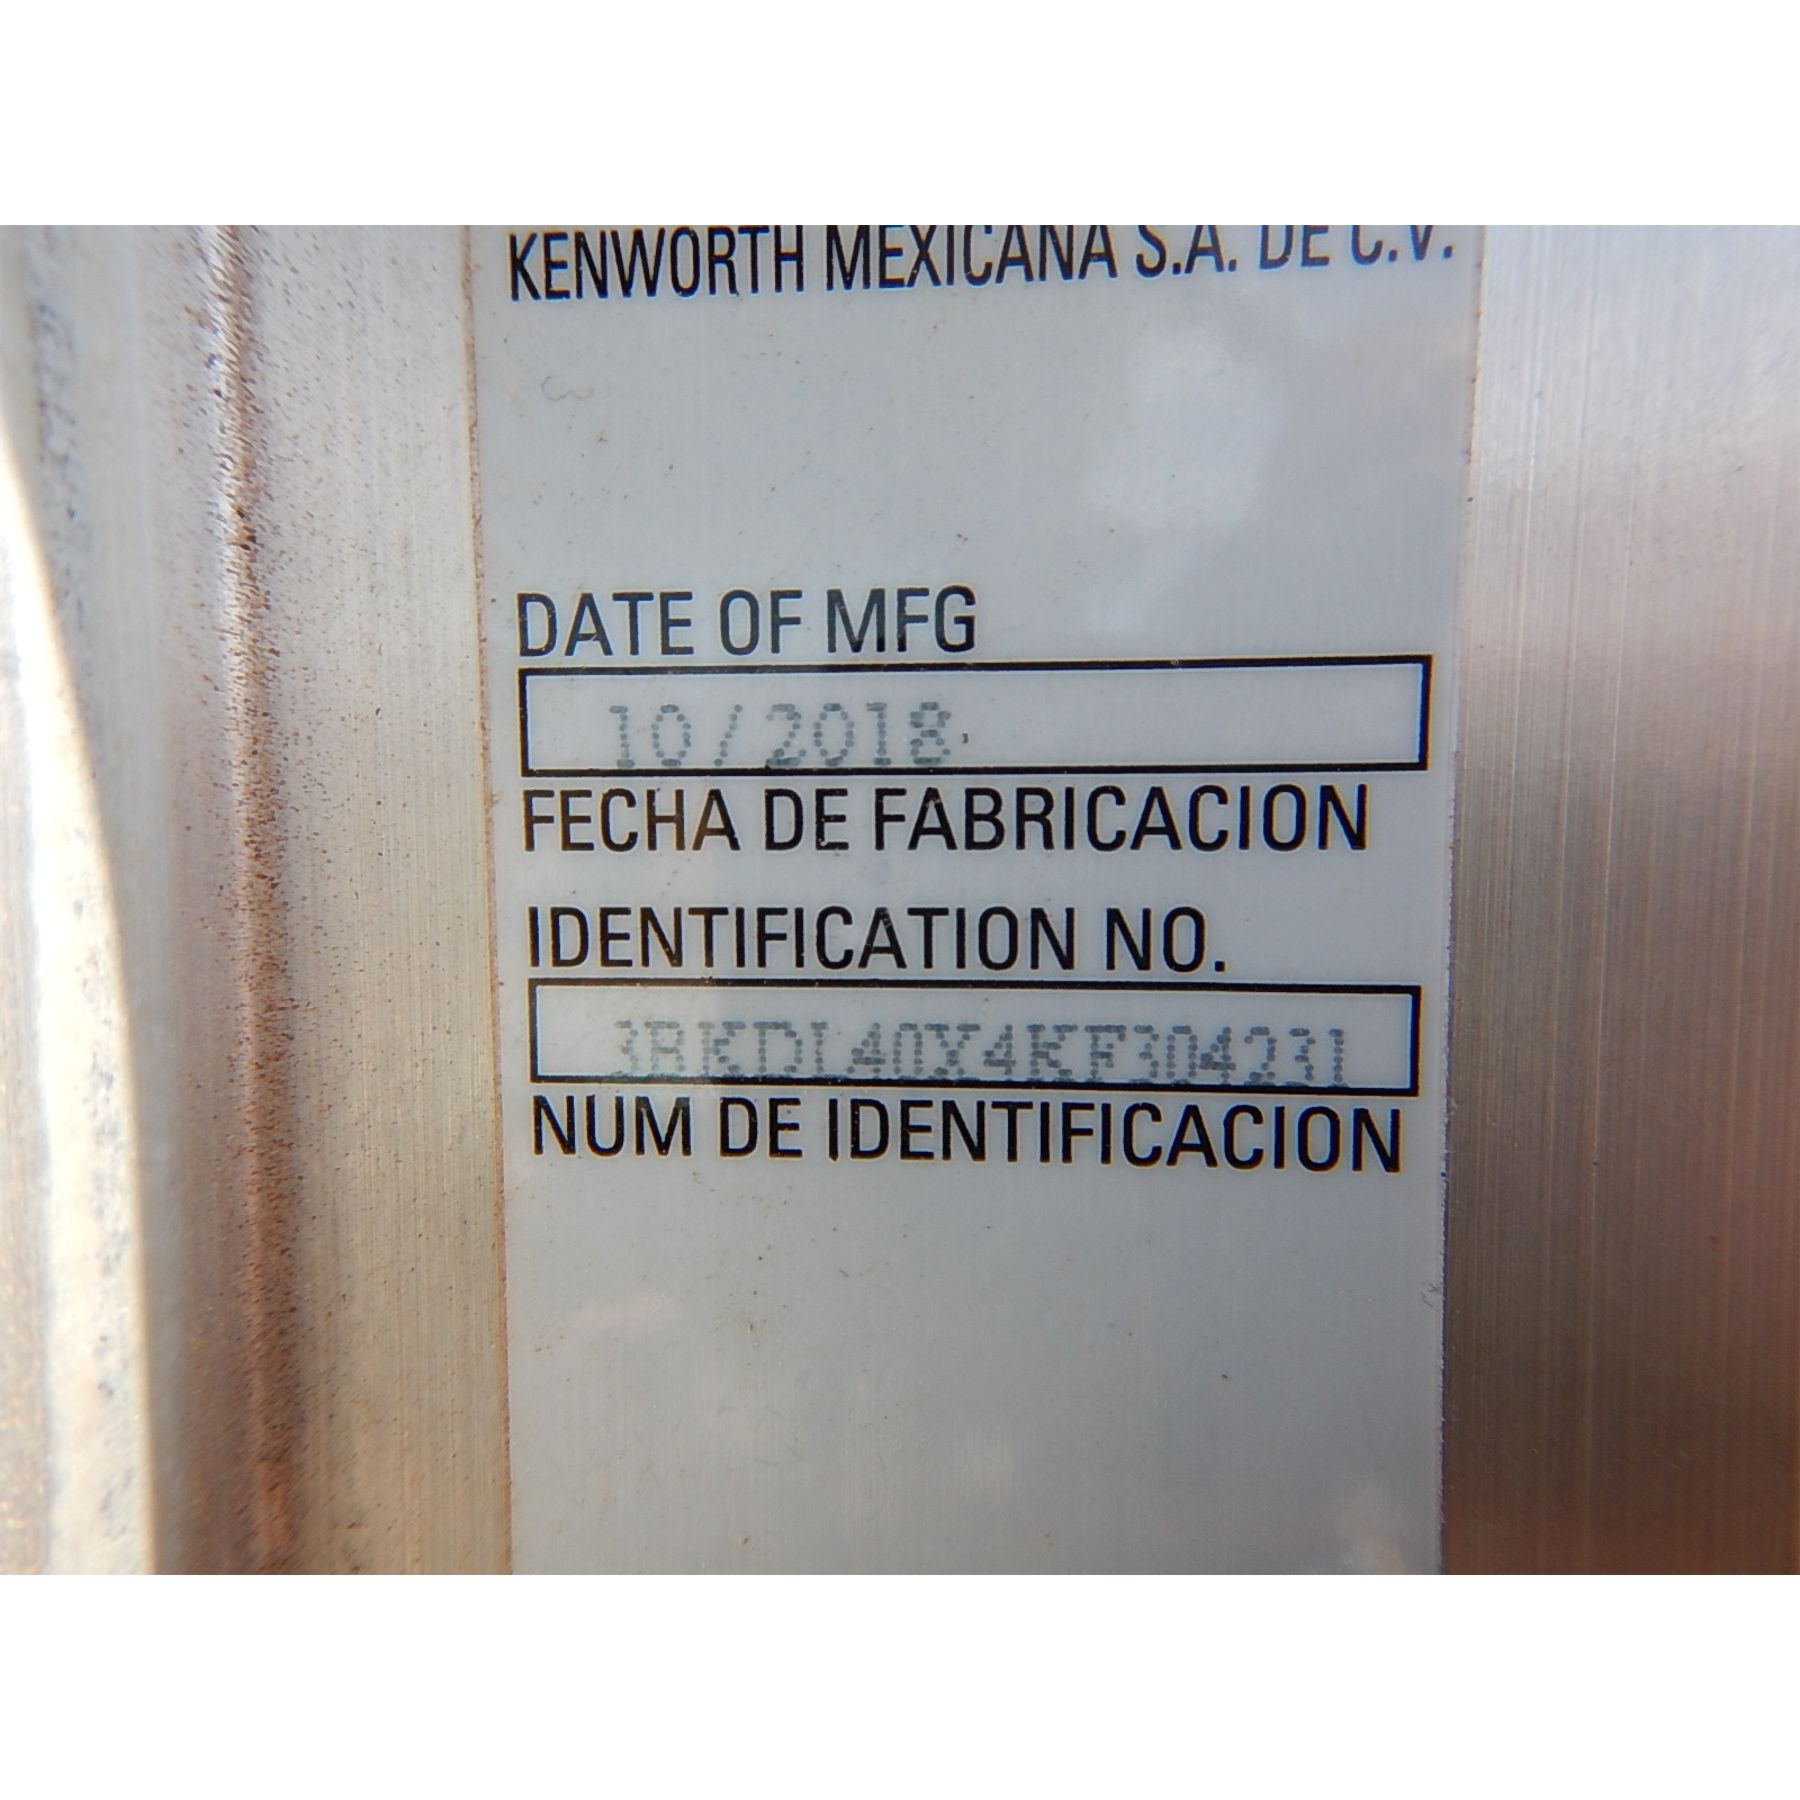 KENWORTH MEXICANA S.A. DE C.V.
DATE OF MFG
10/2018
FECHA DE FABRICACION
IDENTIFICATION NO.
3BKDL40X4KF304231
NUM DE IDENTIFICACION